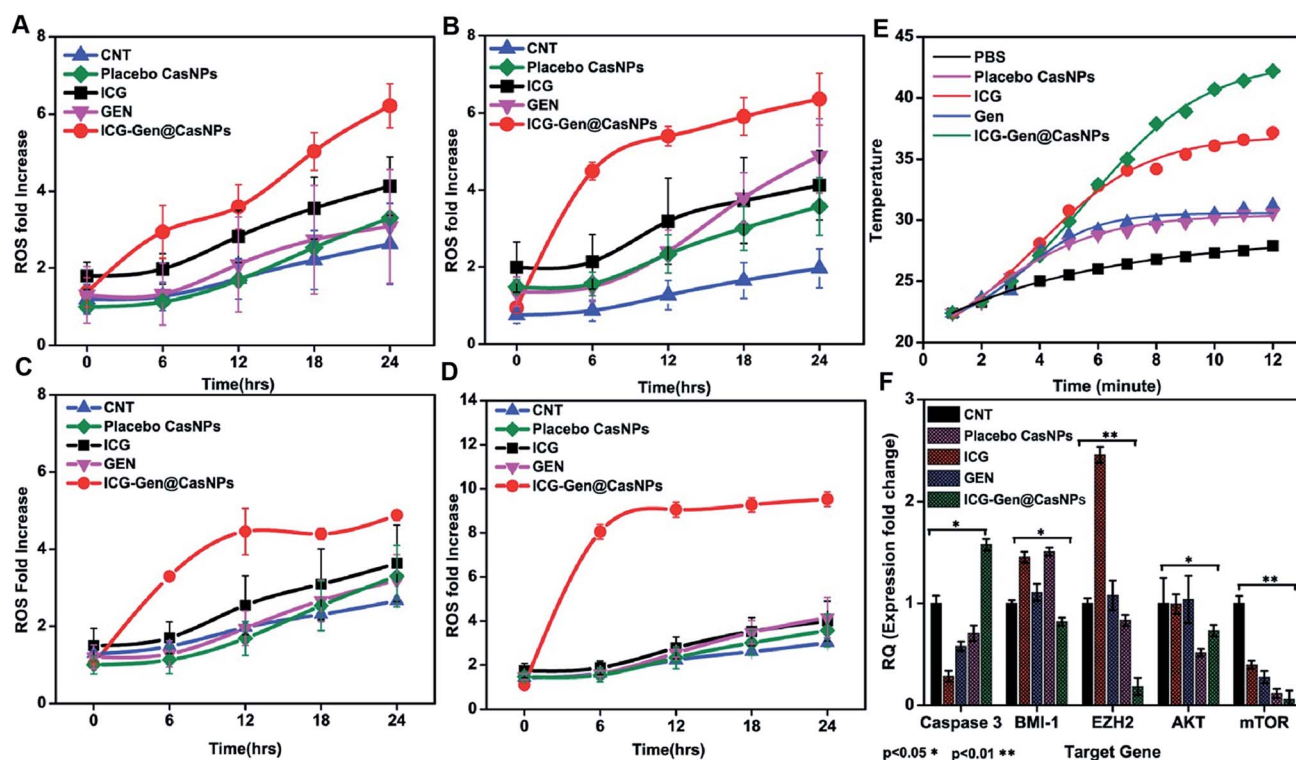 A
ROS fold Increase
8
6
4
2
0
CNT
Placebo CasNPs
ICG
GEN
ICG-Gen@CasNPs
0 6 12 18 24
Time(hrs)
B
ROS fold Increase
8
6
4
2
0
CNT
Placebo CasNPs
ICG
GEN
ICG-Gen@CasNPs
0 6 12 18 24
Time(hrs)
E
Temperature
45
40
35
30
25
20
PBS
Placebo CasNPs
ICG
Gen
ICG-Gen@CasNPs
0 2 4 6 8 10 12
Time (minute)
C
ROS Fold Increase
8
6
4
2
0
CNT
Placebo CasNPs
ICG
GEN
ICG-Gen@CasNPs
0 6 12 18 24
Time(hrs)
D
ROS fold Increase
14
12
10
8
6
4
2
0
CNT
Placebo CasNPs
ICG
GEN
ICG-Gen@CasNPs
0 6 12 18 24
Time(hrs)
F
RQ (Expression fold change)
3
2
1
0
CNT
Placebo CasNPs
ICG
GEN
ICG-Gen@CasNPs
*
*
**
*
**
Caspase 3 BMI-1 EZH2 AKT mTOR
p<0.05 * p<0.01 ** Target Gene